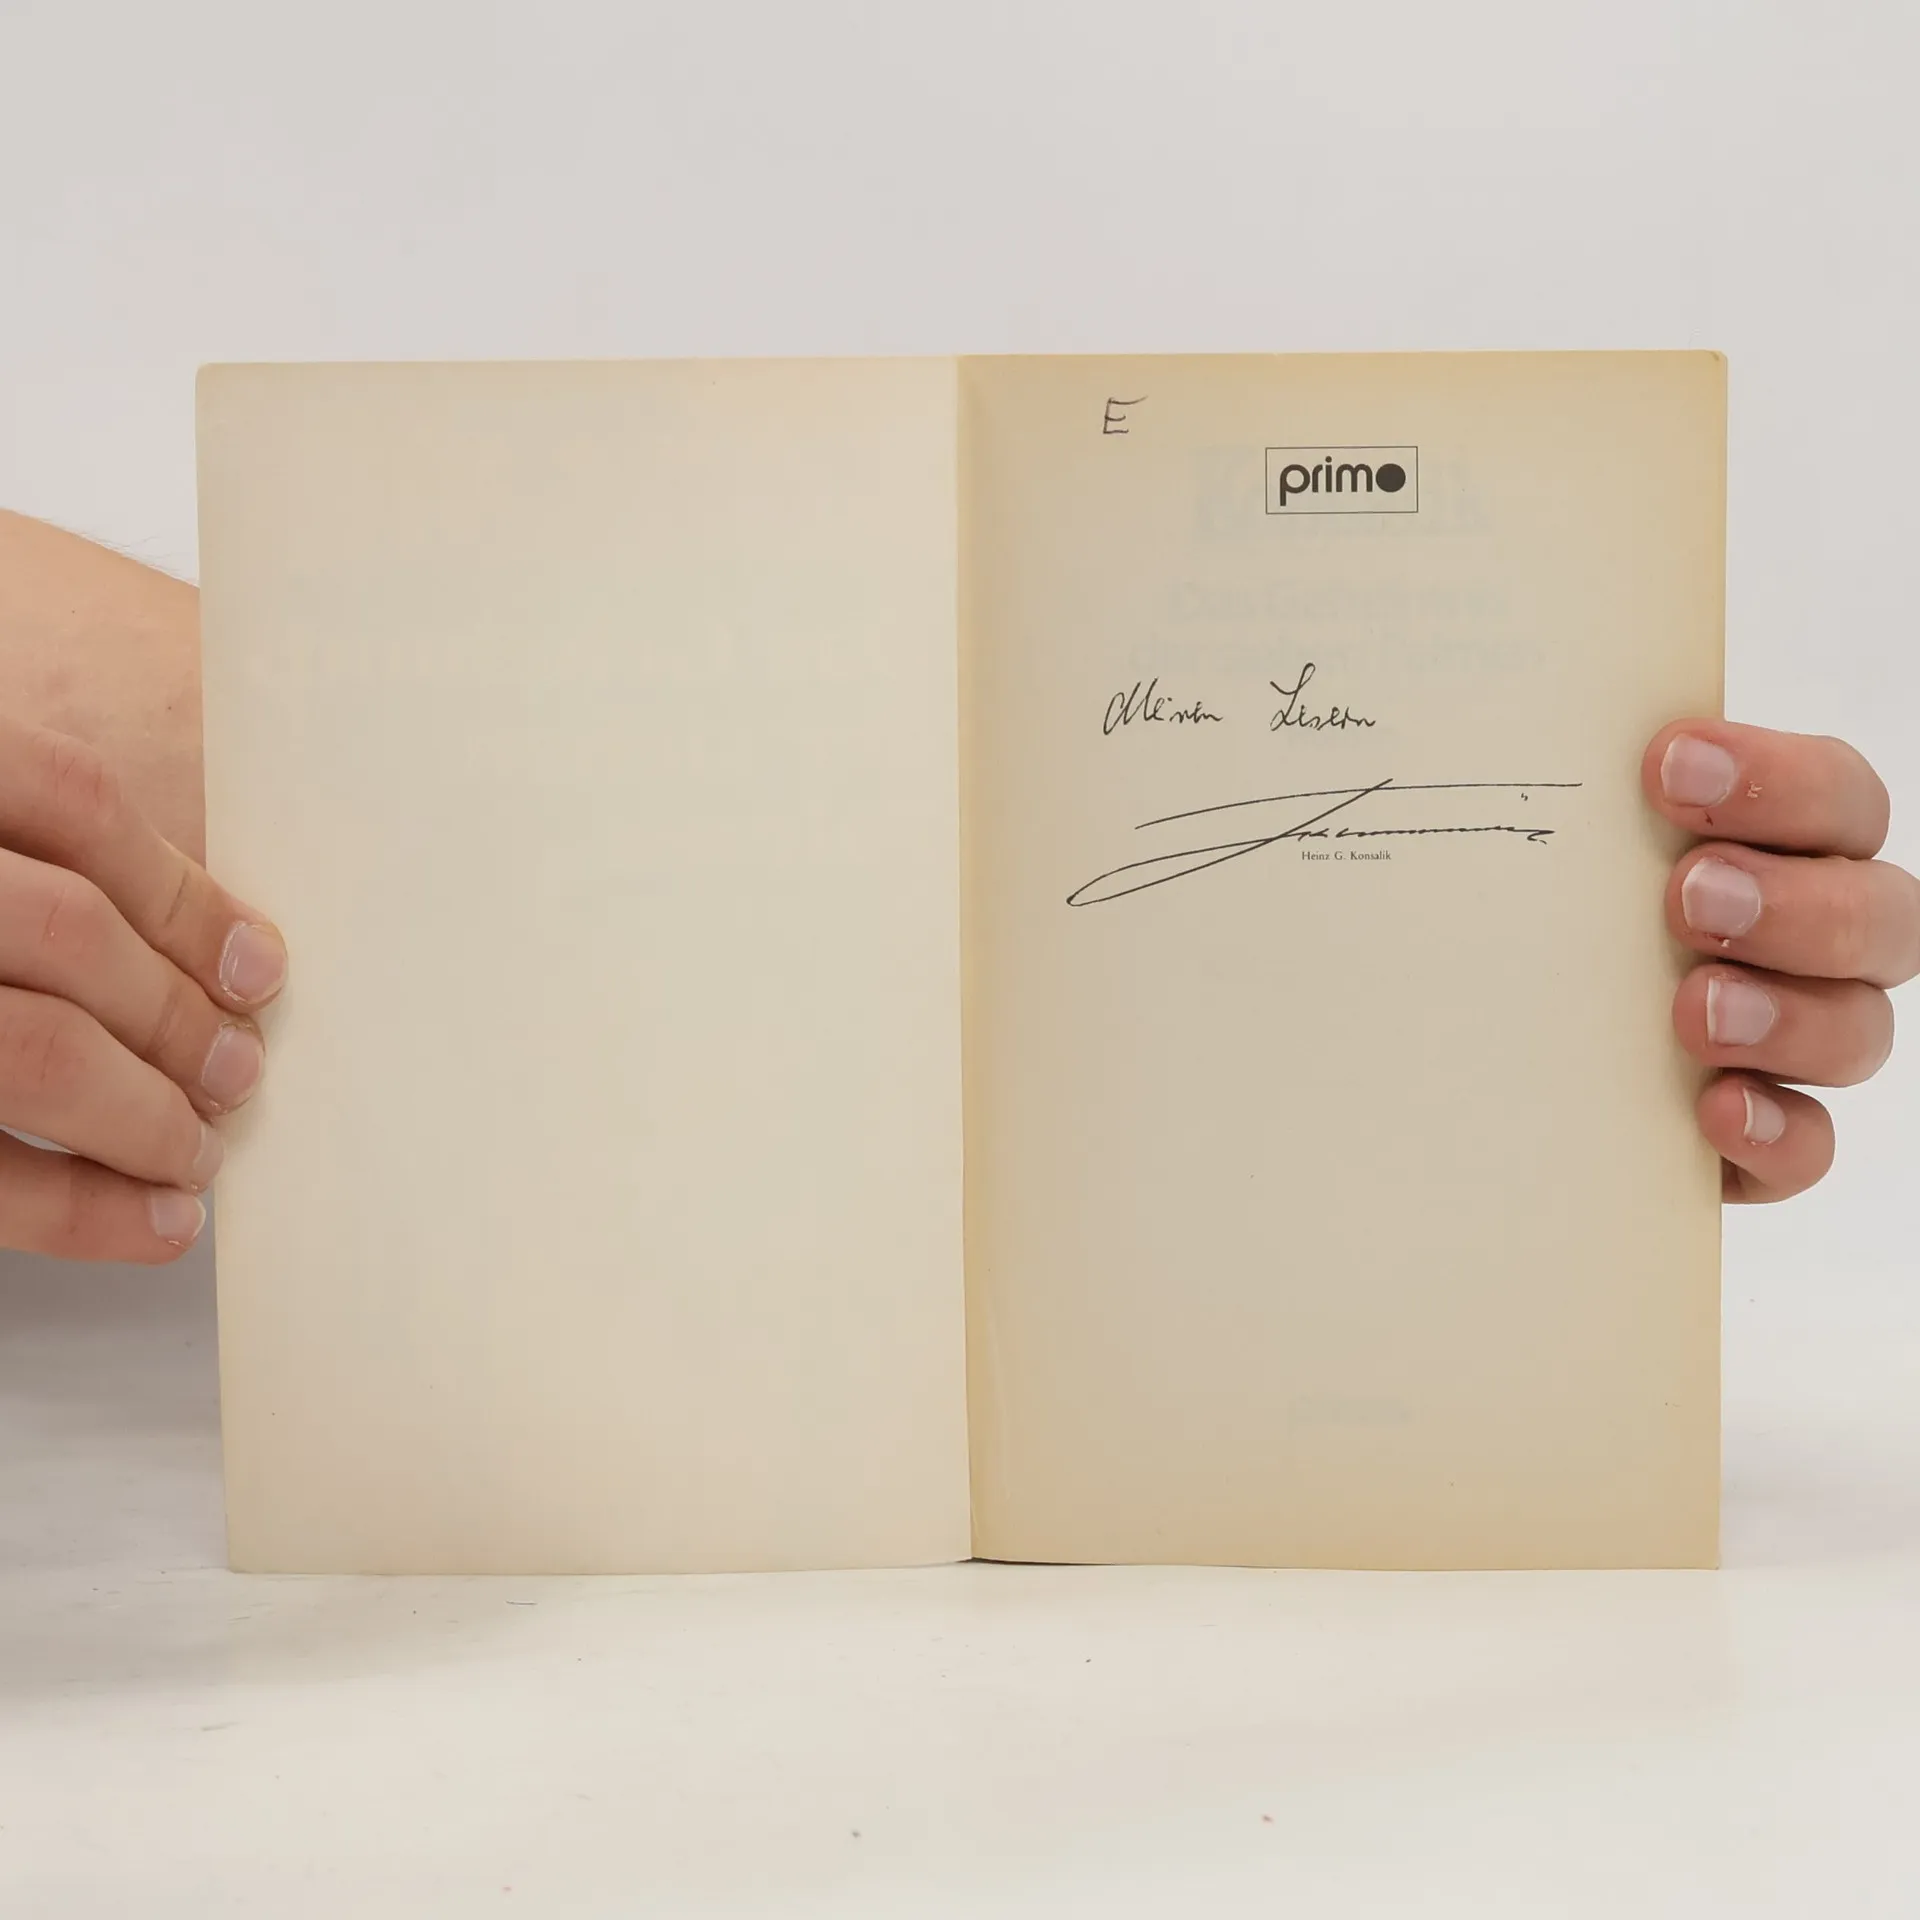 E
primo
Meinen Lesern
Heinz G. Konsalik